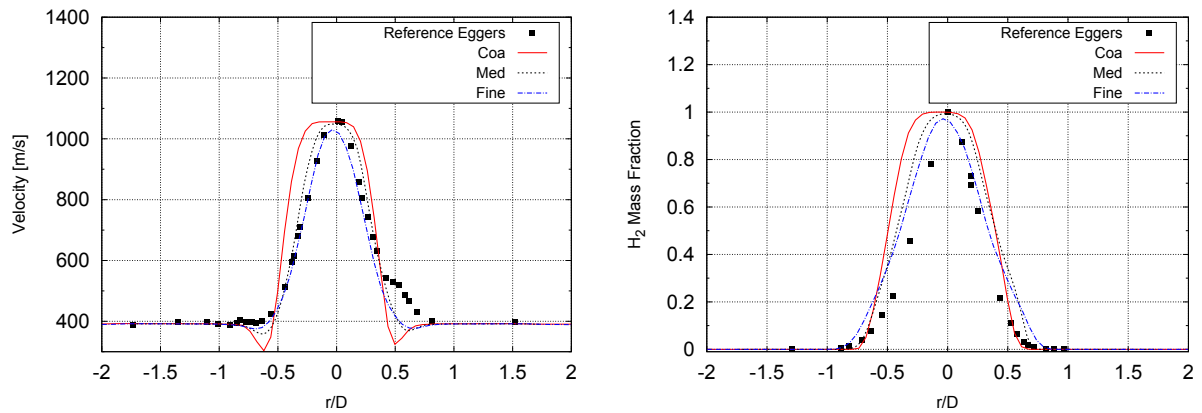 1400
1200
1000
800
600
400
Velocity [m/s]
-2 -1.5 -1 -0.5 0 0.5 1 1.5 2
r/D
Reference Eggers
Coa
Med
Fine
1.4
1.2
1
0.8
0.6
0.4
0.2
0
H₂ Mass Fraction
-2 -1.5 -1 -0.5 0 0.5 1 1.5 2
r/D
Reference Eggers
Coa
Med
Fine